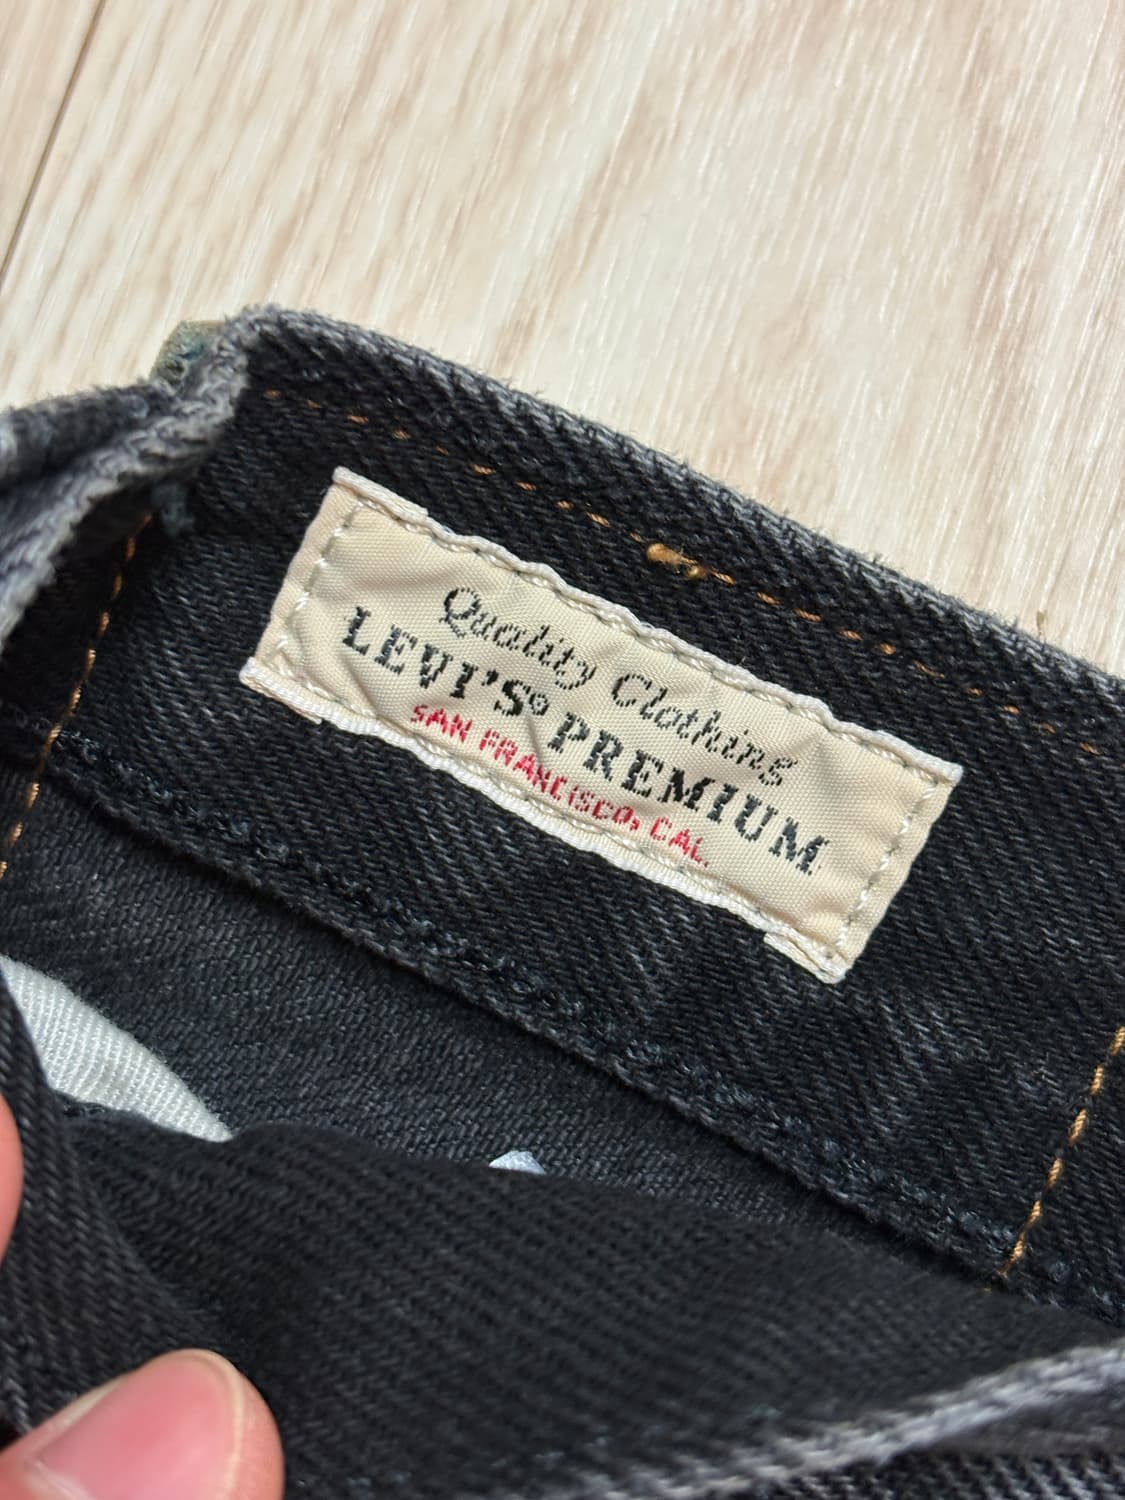 Quality Clothing
LEVI'S® PREMIUM
SAN FRANCISCO, CAL.